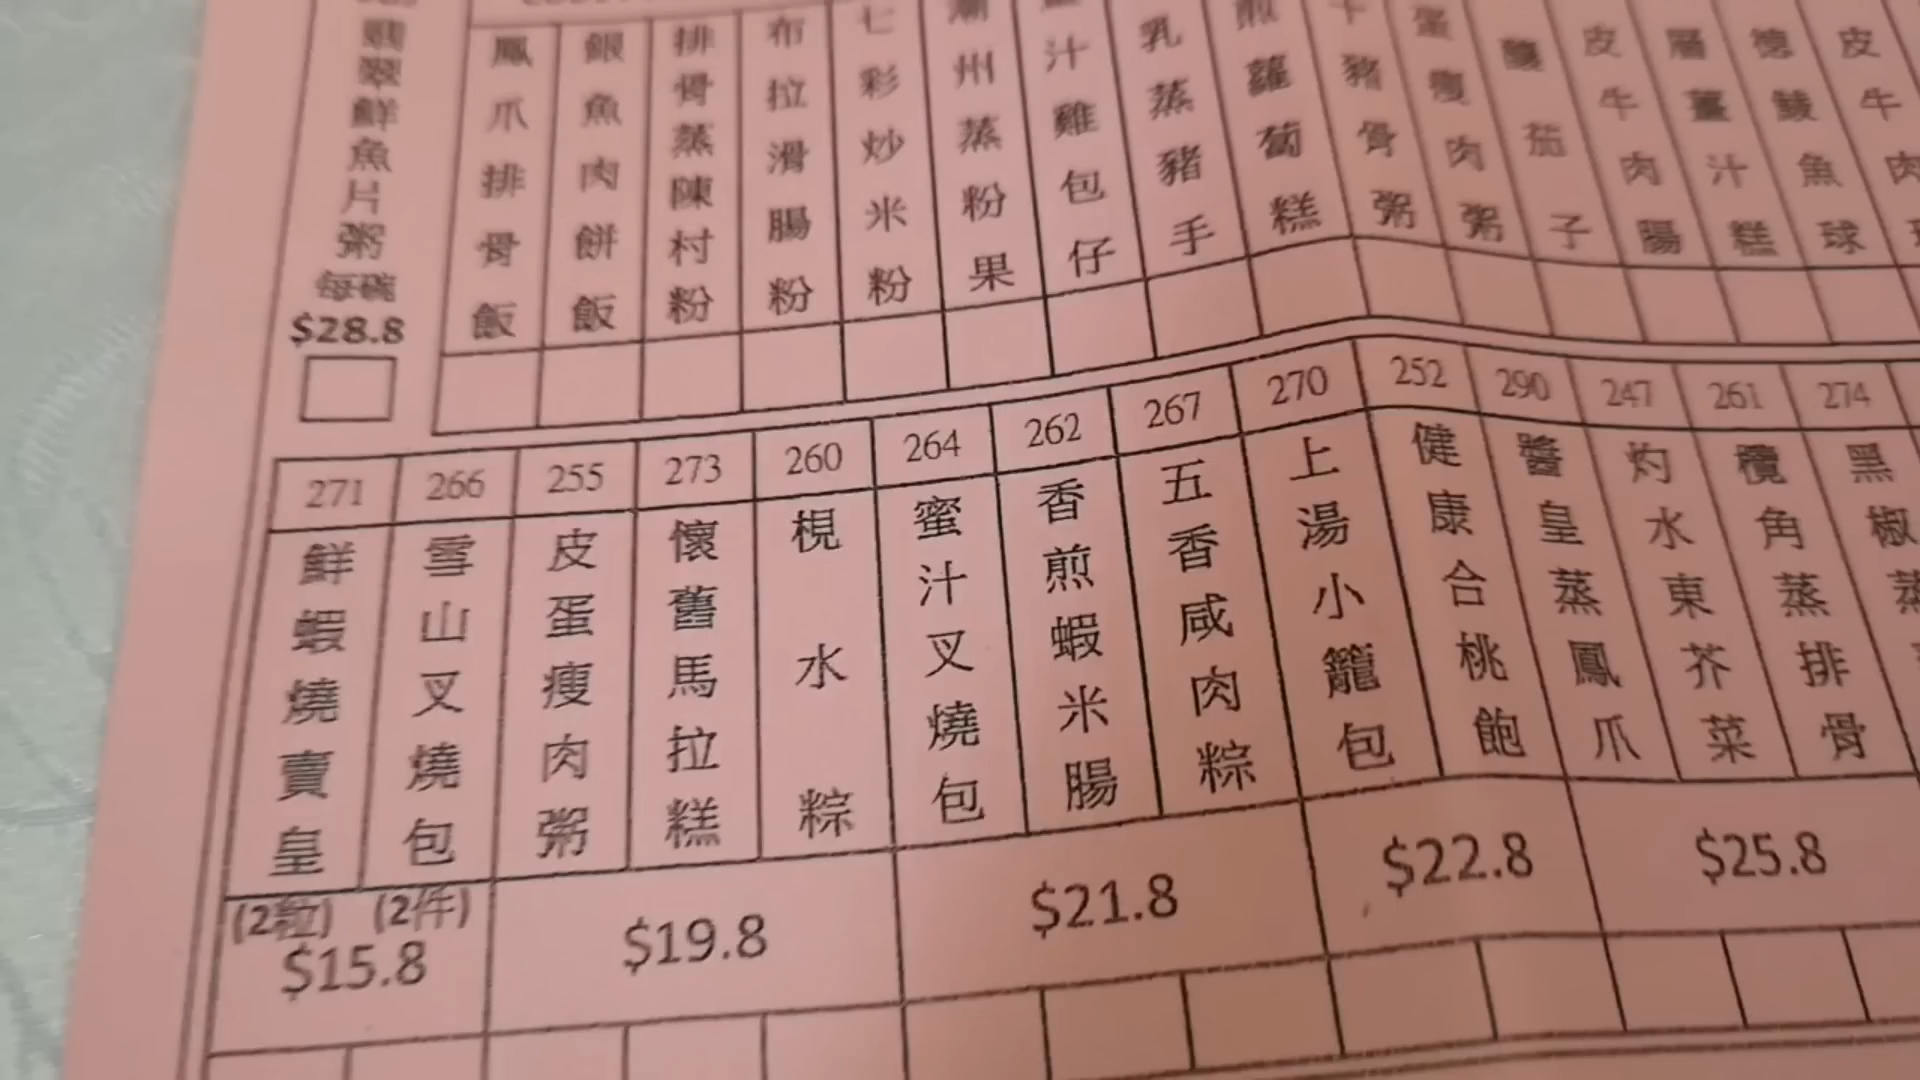 鮮魚片粥
每碗
$28.8
鳳爪排骨飯
銀魚肉餅飯
排骨蒸陳村粉
布拉滑腸粉
七彩炒米粉
潮州蒸粉果
汁雞包仔
乳蒸豬手
煎蘿蔔糕
豬骨粥
瘦肉粥
釀茄子
皮牛肉腸
層薑汁糕
德鯪魚球
皮牛肉
271 266 255 273 260 264 262 267 270 252 290 247 261 274
鮮蝦燒賣皇
雪山叉燒包
皮蛋瘦肉粥
懷舊馬拉糕
梘水粽
蜜汁叉燒包
香煎蝦米腸
五香咸肉粽
上湯小籠包
健康合桃飽
醬皇蒸鳳爪
灼水東芥菜
欖角蒸排骨
黑椒蒸
(2粒) (2件)
$15.8
$19.8
$21.8
$22.8
$25.8